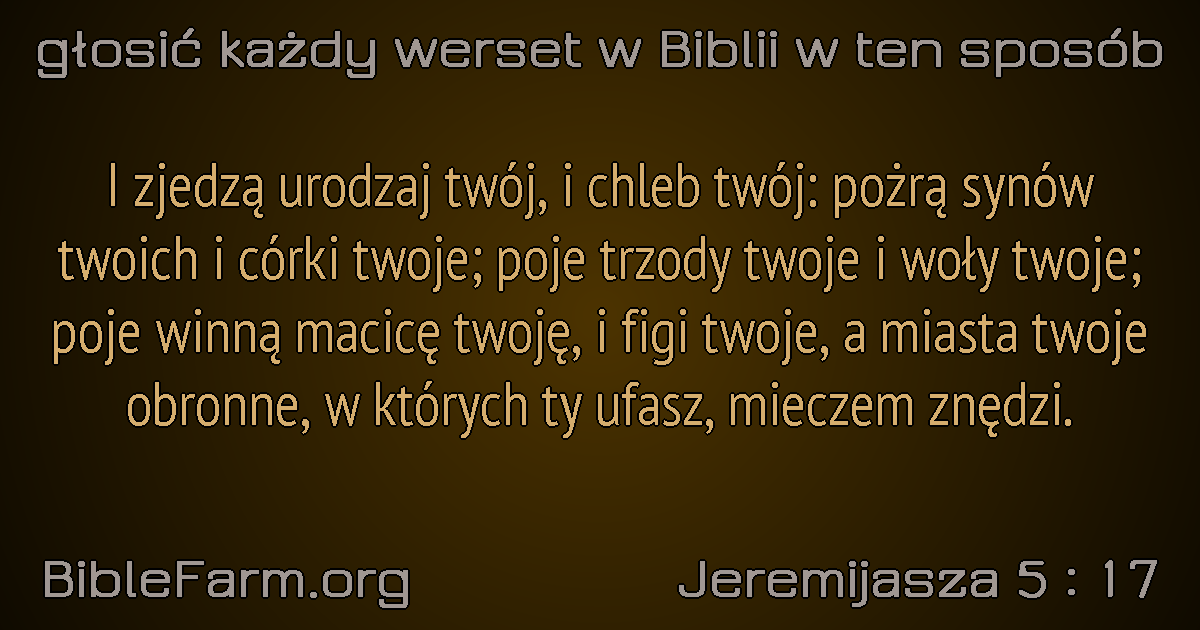 głosić każdy werset w Biblii w ten sposób
I zjedzą urodzaj twój, i chleb twój: pożrą synów
twoich i córki twoje; poje trzody twoje i woły twoje;
poje winną macicę twoję, i figi twoje, a miasta twoje
obronne, w których ty ufasz, mieczem znędzi.
BibleFarm.org
Jeremijasza 5 : 17